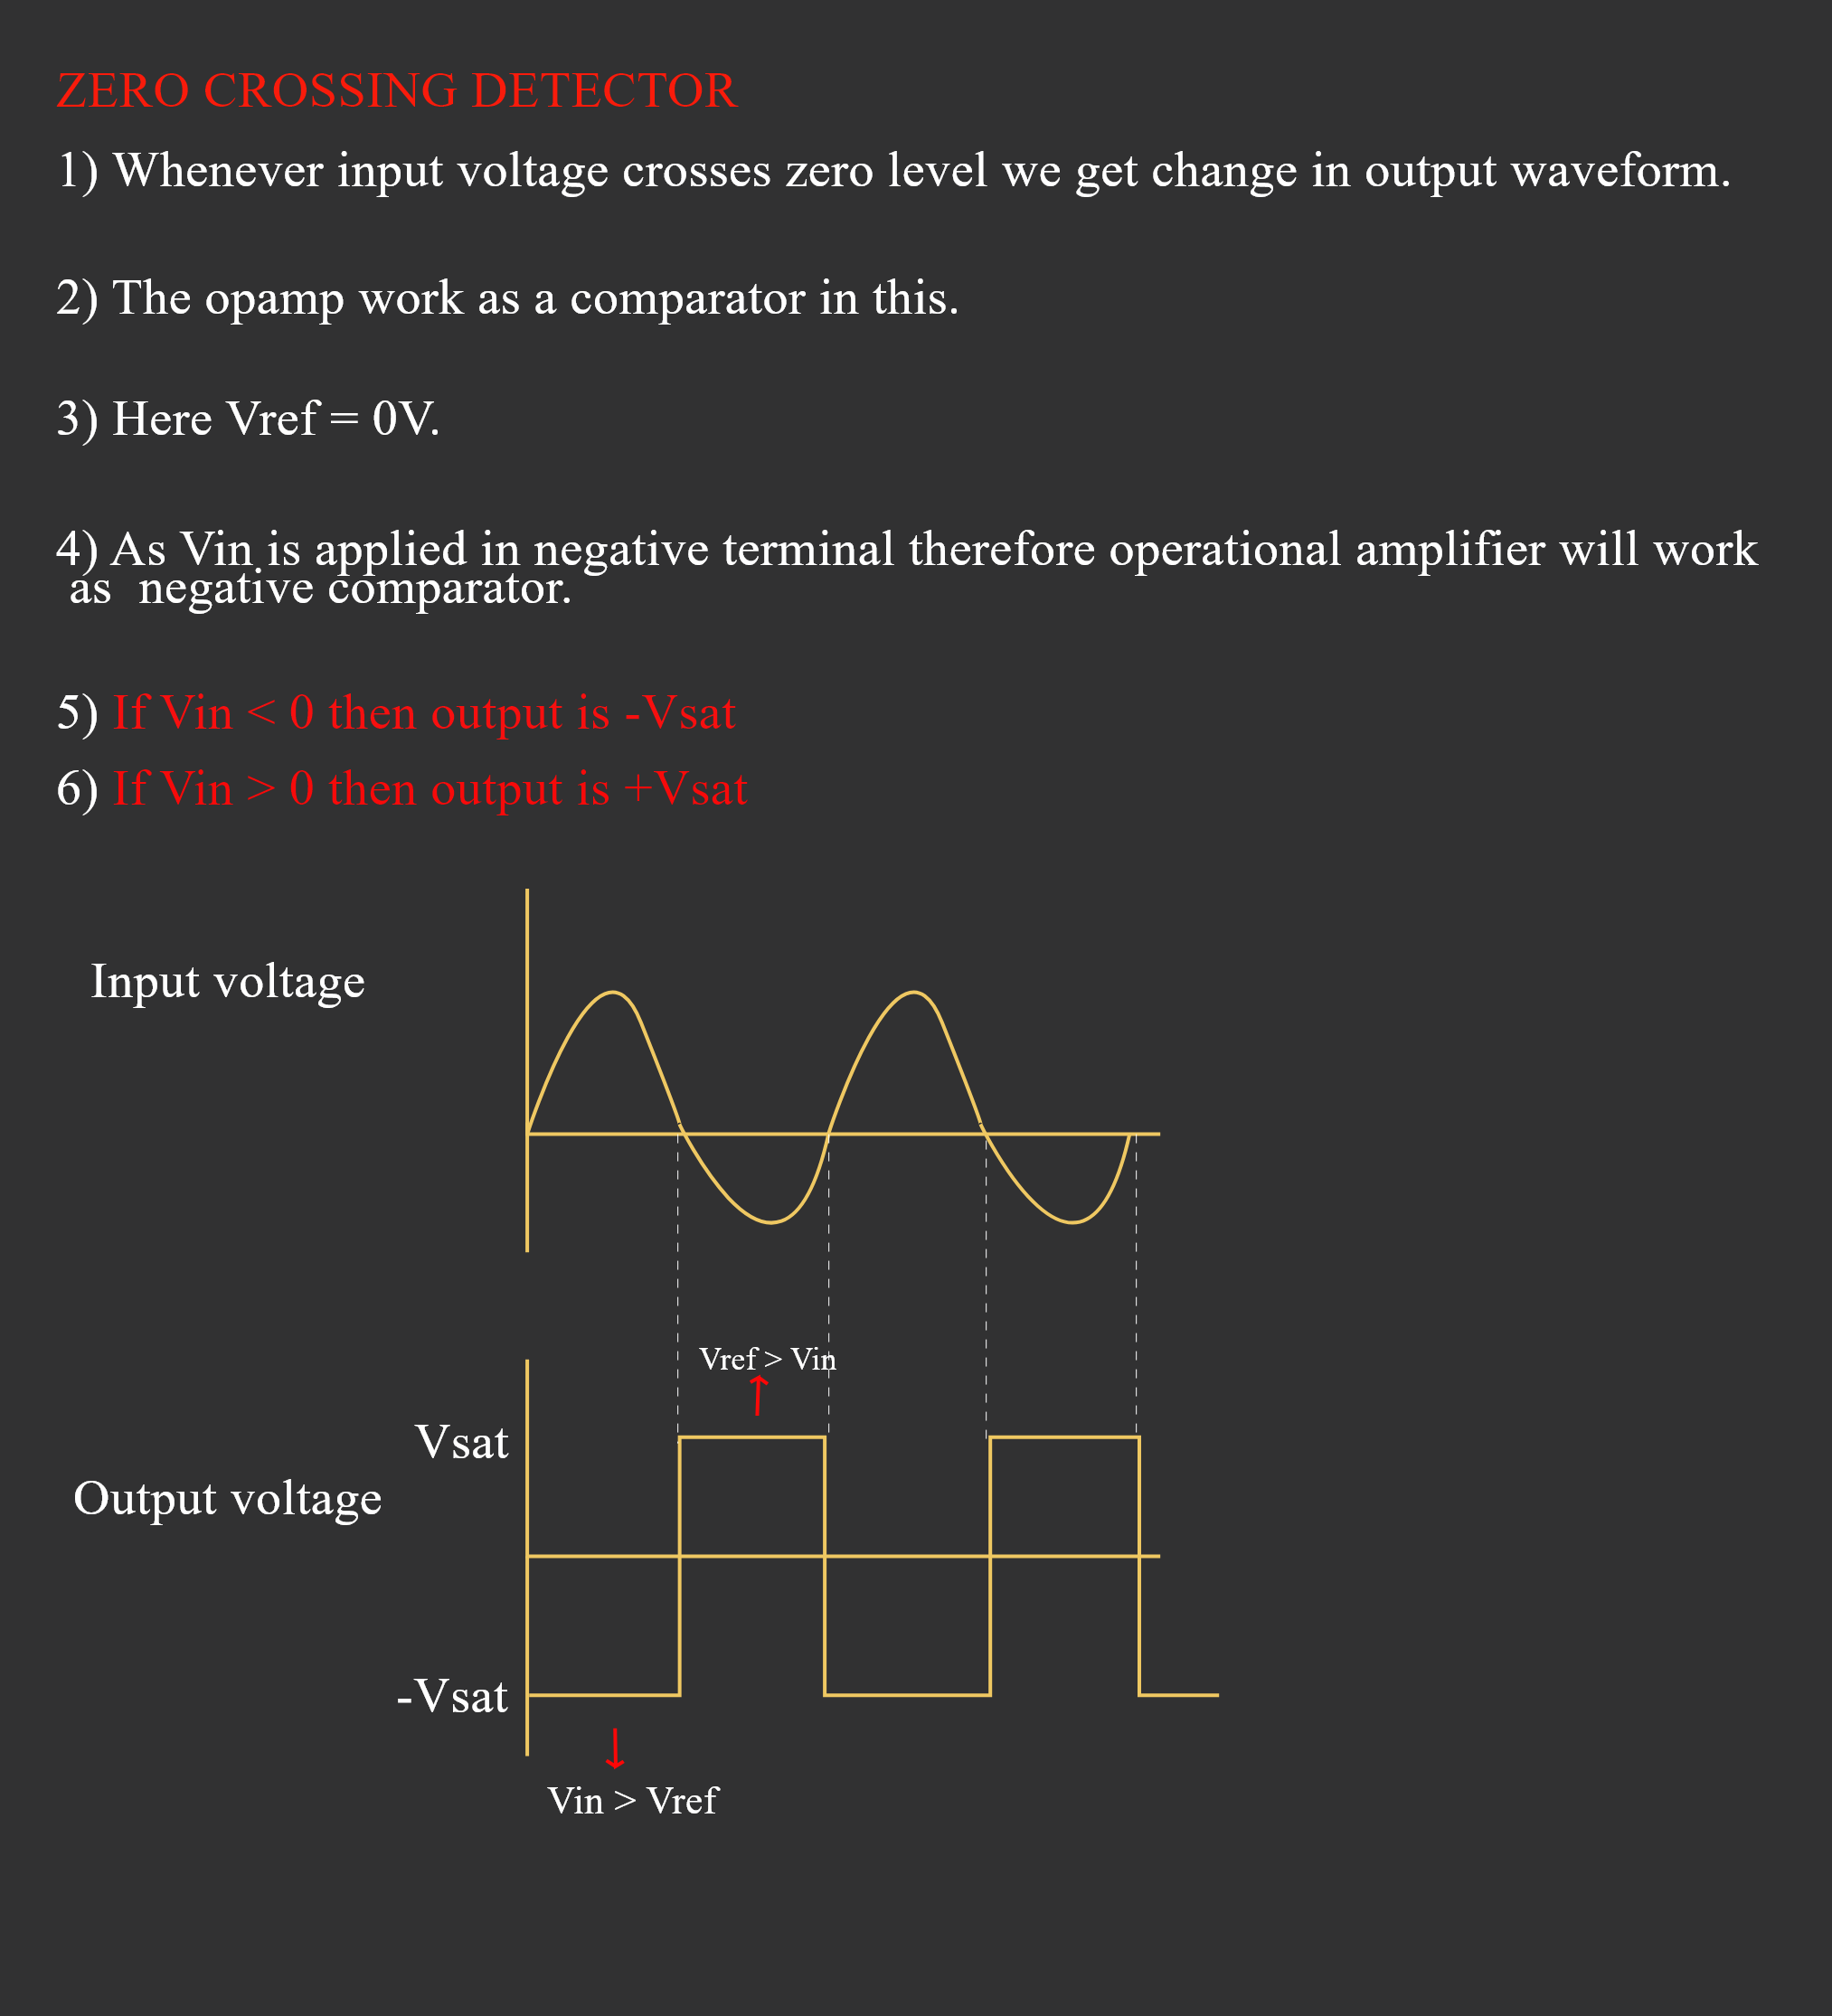 ZERO CROSSING DETECTOR
1) Whenever input voltage crosses zero level we get change in output waveform.
2) The opamp work as a comparator in this.
3) Here Vref = 0V.
4) As Vin is applied in negative terminal therefore operational amplifier will work
as negative comparator.
5) If Vin < 0 then output is -Vsat
6) If Vin > 0 then output is +Vsat
Input voltage
Vref > Vin
Vsat
Output voltage
-Vsat
Vin > Vref